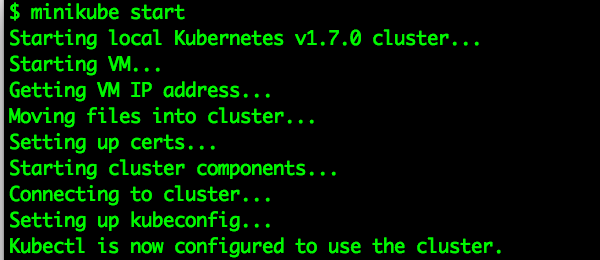 $ minikube start
Starting local Kubernetes v1.7.0 cluster...
Starting VM...
Getting VM IP address...
Moving files into cluster...
Setting up certs...
Starting cluster components...
Connecting to cluster...
Setting up kubeconfig...
Kubectl is now configured to use the cluster.